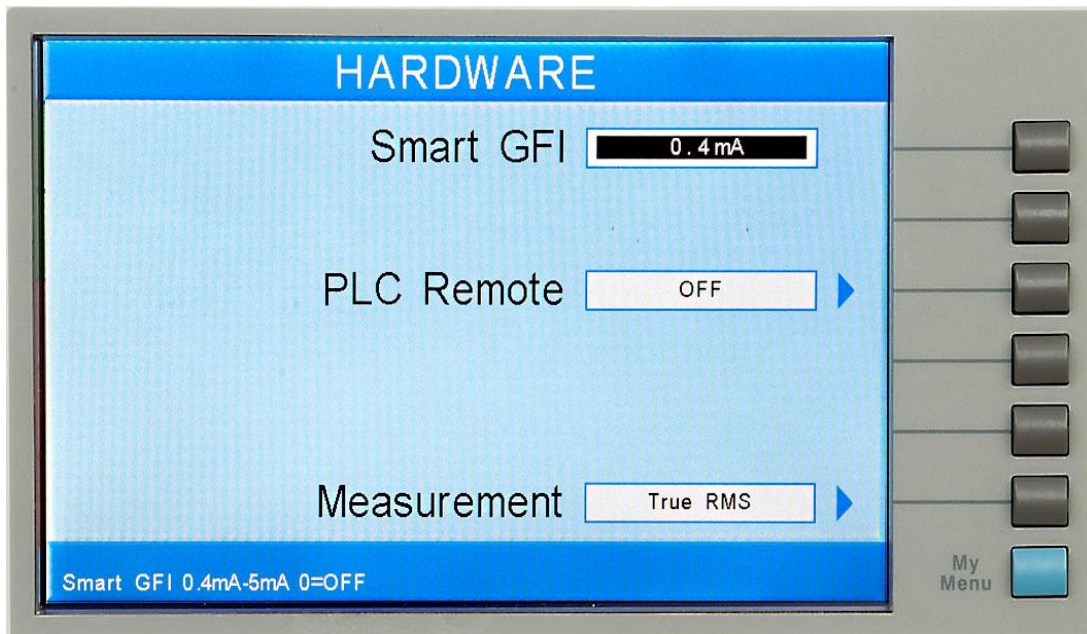 HARDWARE
Smart GFI 0.4mA
PLC Remote OFF
Measurement True RMS
Smart GFI 0.4mA-5mA 0=OFF
My
Menu